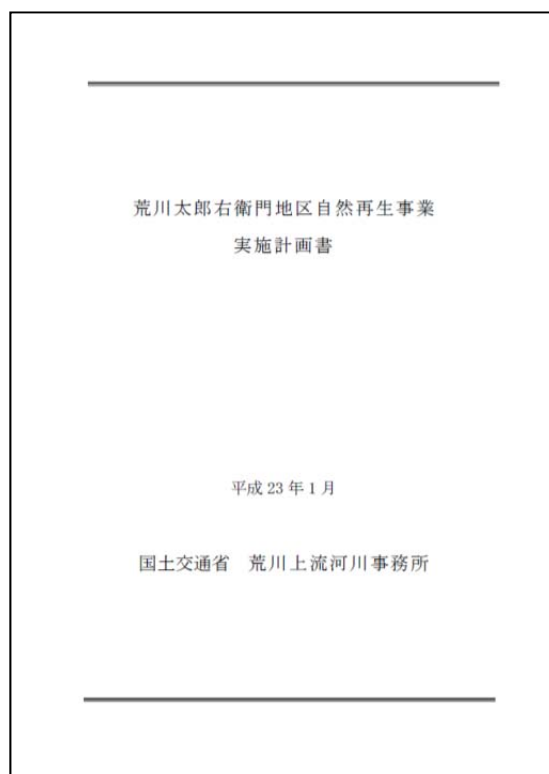 荒川太郎右衛門地区自然再生事業
実施計画書
平成 23 年 1 月
国土交通省　荒川上流河川事務所